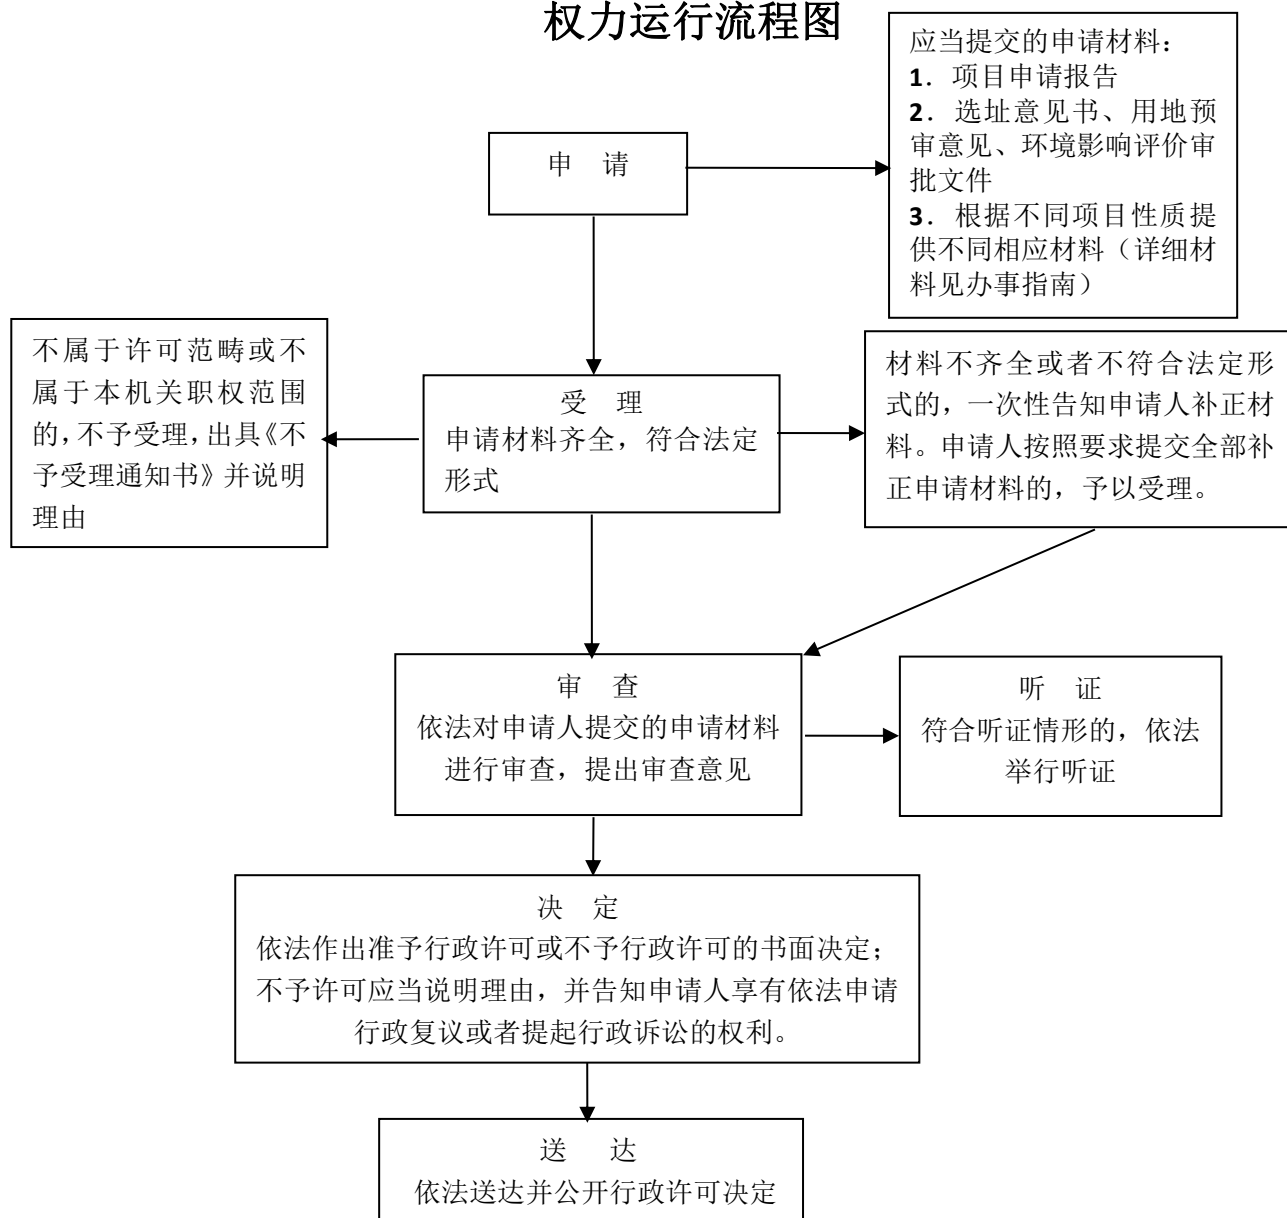 权力运行流程图
应当提交的申请材料：
1．项目申请报告
2．选址意见书、用地预
审意见、环境影响评价审
批文件
3．根据不同项目性质提
供不同相应材料（详细材
料见办事指南）
申 请
不属于许可范畴或不
属于本机关职权范围
的，不予受理，出具《不
予受理通知书》并说明
理由
受 理
申请材料齐全，符合法定
形式
材料不齐全或者不符合法定形
式的，一次性告知申请人补正材
料。申请人按照要求提交全部补
正申请材料的，予以受理。
审 查
依法对申请人提交的申请材料
进行审查，提出审查意见
听 证
符合听证情形的，依法
举行听证
决 定
依法作出准予行政许可或不予行政许可的书面决定；
不予许可应当说明理由，并告知申请人享有依法申请
行政复议或者提起行政诉讼的权利。
送 达
依法送达并公开行政许可决定